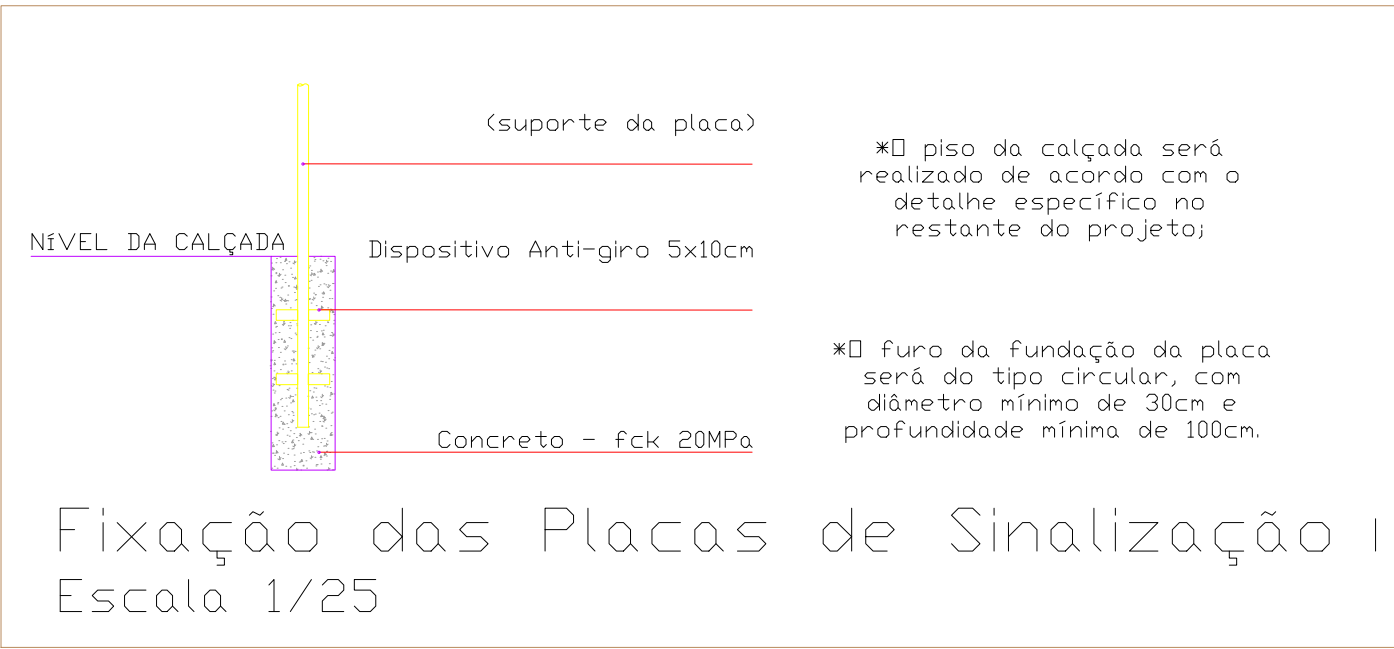 (suporte da placa)
NíVEL DA CALÇADA
Dispositivo Anti-giro 5x10cm
Concreto - fck 20MPa
*▯ piso da calçada será
realizado de acordo com o
detalhe específico no
restante do projeto;
*▯ furo da fundação da placa
será do tipo circular, com
diâmetro mínimo de 30cm e
profundidade mínima de 100cm.
Fixação das Placas de Sinalização
Escala 1/25